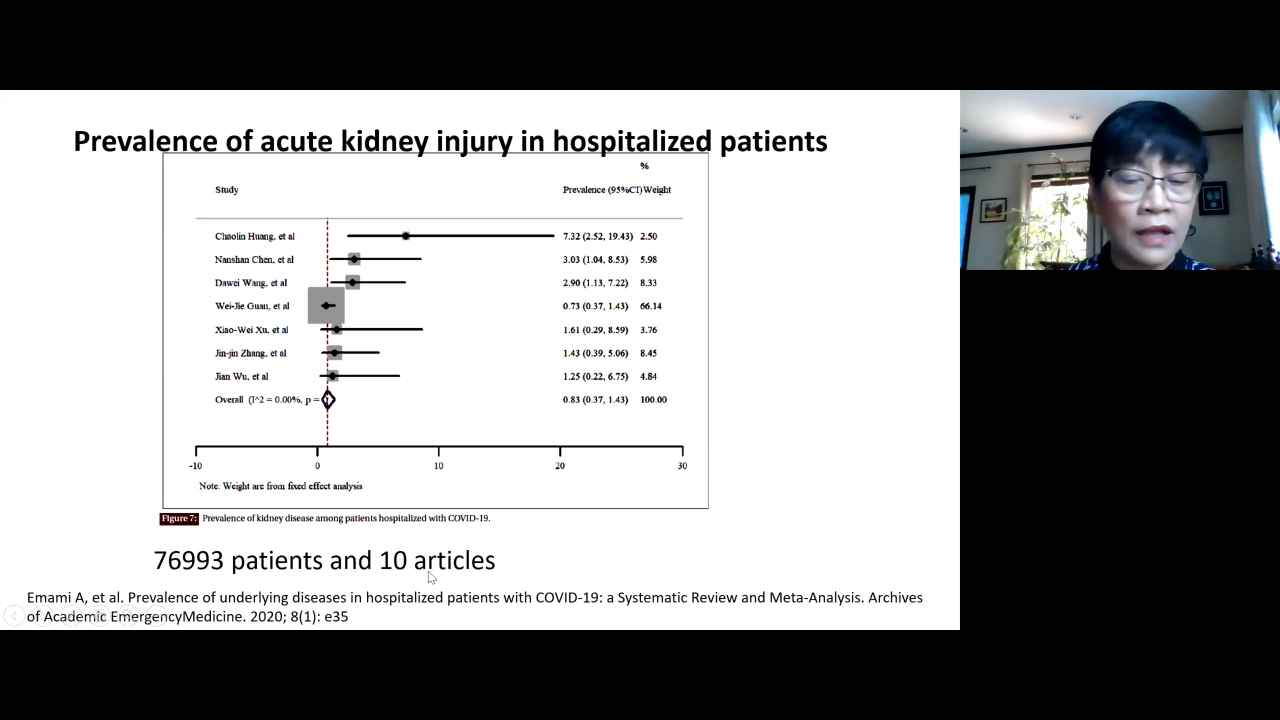 Prevalence of acute kidney injury in hospitalized patients
%
Study Prevalence (95%CI) Weight
Chaolin Huang, et al 7.32 (2.52, 19.43) 2.50
Nanshan Chen, et al 3.03 (1.04, 8.53) 5.98
Dawei Wang, et al 2.90 (1.13, 7.22) 8.33
Wei-Jie Guan, et al 0.73 (0.37, 1.43) 66.14
Xiao-Wei Xu, et al 1.61 (0.29, 8.59) 3.76
Jin-jin Zhang, et al 1.43 (0.39, 5.06) 8.45
Jian Wu, et al 1.25 (0.22, 6.75) 4.84
Overall (I^2 = 0.00%, p = 0.83 (0.37, 1.43) 100.00
-10 0 10 20 30
Note: Weight are from fixed effect analysis
Figure 7: Prevalence of kidney disease among patients hospitalized with COVID-19.
76993 patients and 10 articles
Emami A, et al. Prevalence of underlying diseases in hospitalized patients with COVID-19: a Systematic Review and Meta-Analysis. Archives
of Academic EmergencyMedicine. 2020; 8(1): e35